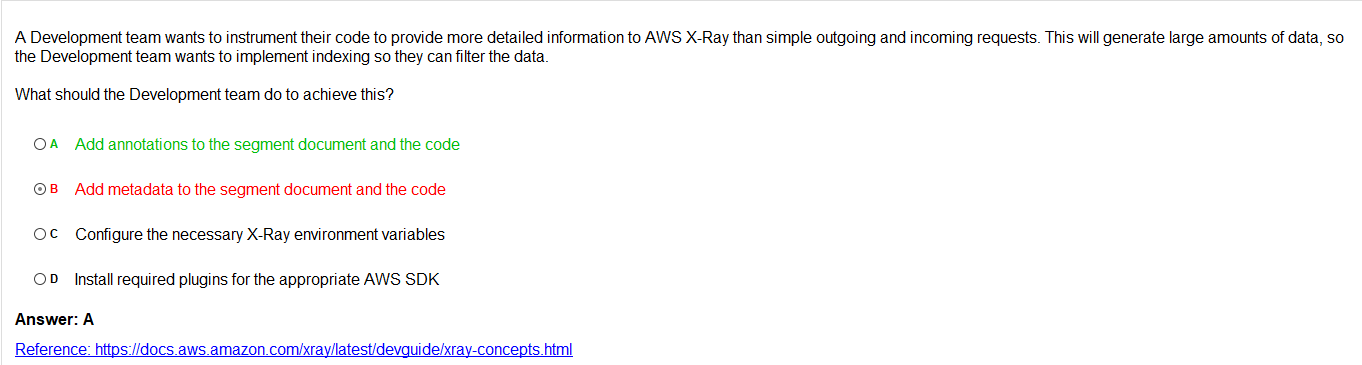 A Development team wants to instrument their code to provide more detailed information to AWS X-Ray than simple outgoing and incoming requests. This will generate large amounts of data, so
the Development team wants to implement indexing so they can filter the data.
What should the Development team do to achieve this?
A Add annotations to the segment document and the code
B Add metadata to the segment document and the code
C Configure the necessary X-Ray environment variables
D Install required plugins for the appropriate AWS SDK
Answer: A
Reference: https://docs.aws.amazon.com/xray/latest/devguide/xray-concepts.html